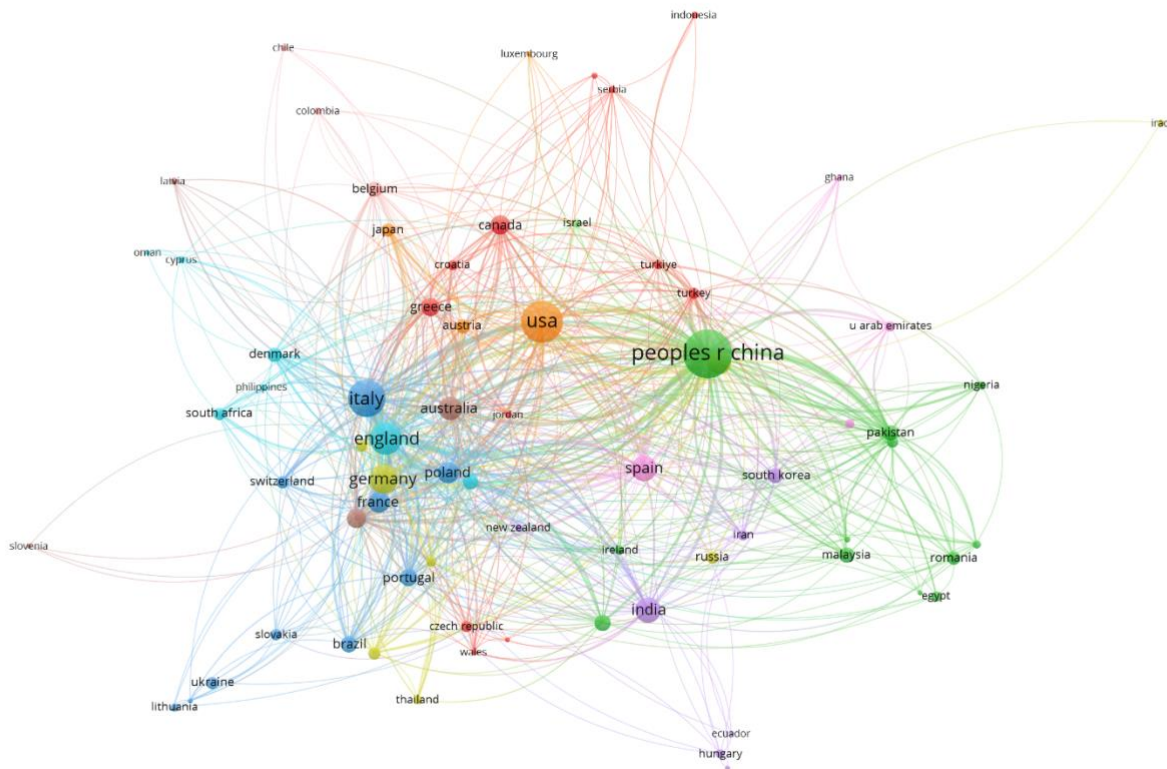 indonesia
chile
luxembourg
serbia
colombia
iraq
latvia
ghana
belgium
canada
israel
japan
oman
cyprus
croatia
turkiye
turkey
greece
usa
austria
u arab emirates
peoples r china
denmark
philippines
nigeria
italy
australia
south africa
jordan
pakistan
england
spain
poland
germany
south korea
switzerland
france
new zealand
iran
slovenia
ireland
russia
malaysia
romania
portugal
egypt
india
czech republic
slovakia
brazil
wales
ukraine
thailand
lithuania
ecuador
hungary